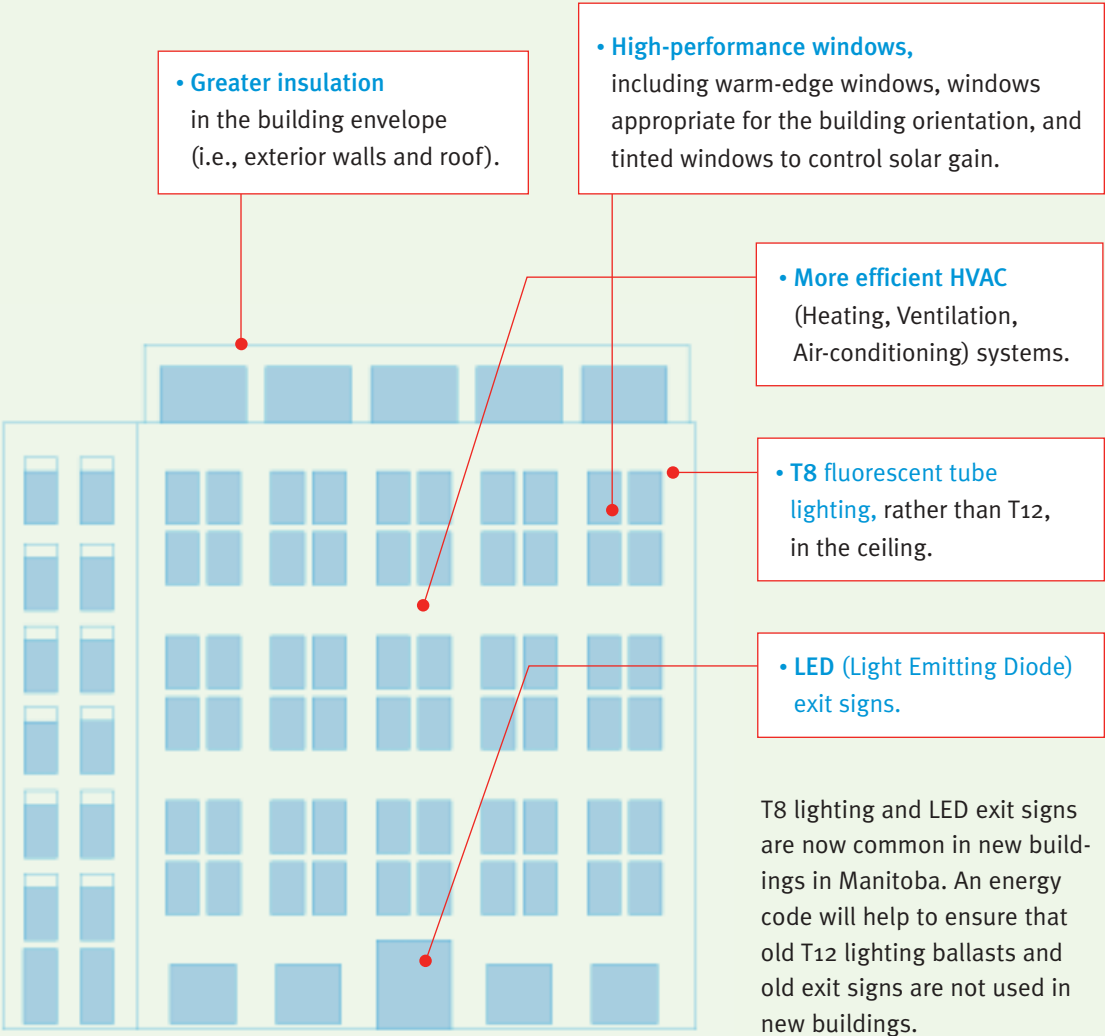 • Greater insulation
in the building envelope
(i.e., exterior walls and roof).
• High-performance windows,
including warm-edge windows, windows
appropriate for the building orientation, and
tinted windows to control solar gain.
• More efficient HVAC
(Heating, Ventilation,
Air-conditioning) systems.
• T8 fluorescent tube
lighting, rather than T12,
in the ceiling.
• LED (Light Emitting Diode)
exit signs.
T8 lighting and LED exit signs
are now common in new build-
ings in Manitoba. An energy
code will help to ensure that
old T12 lighting ballasts and
old exit signs are not used in
new buildings.